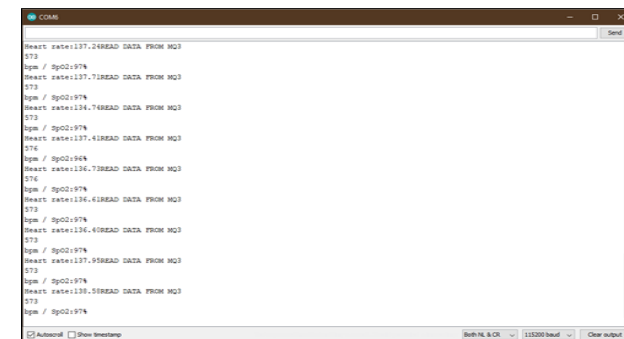 COM6
Send
Heart rate:137.24READ DATA FROM MQ3
573
bpm / SpO2:97%
Heart rate:137.71READ DATA FROM MQ3
573
bpm / SpO2:97%
Heart rate:134.74READ DATA FROM MQ3
573
bpm / SpO2:97%
Heart rate:137.41READ DATA FROM MQ3
576
bpm / SpO2:96%
Heart rate:136.73READ DATA FROM MQ3
576
bpm / SpO2:97%
Heart rate:136.61READ DATA FROM MQ3
573
bpm / SpO2:97%
Heart rate:136.40READ DATA FROM MQ3
573
bpm / SpO2:97%
Heart rate:137.95READ DATA FROM MQ3
573
bpm / SpO2:97%
Heart rate:138.58READ DATA FROM MQ3
573
bpm / SpO2:97%
Autoscroll Show timestamp Both NL & CR 115200 baud Clear output